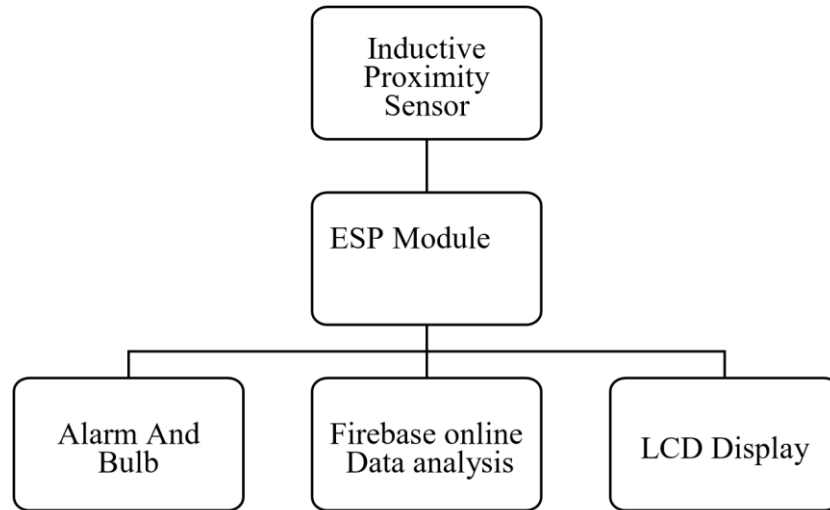 Inductive
Proximity
Sensor
ESP Module
Alarm And
Bulb
Firebase online
Data analysis
LCD Display